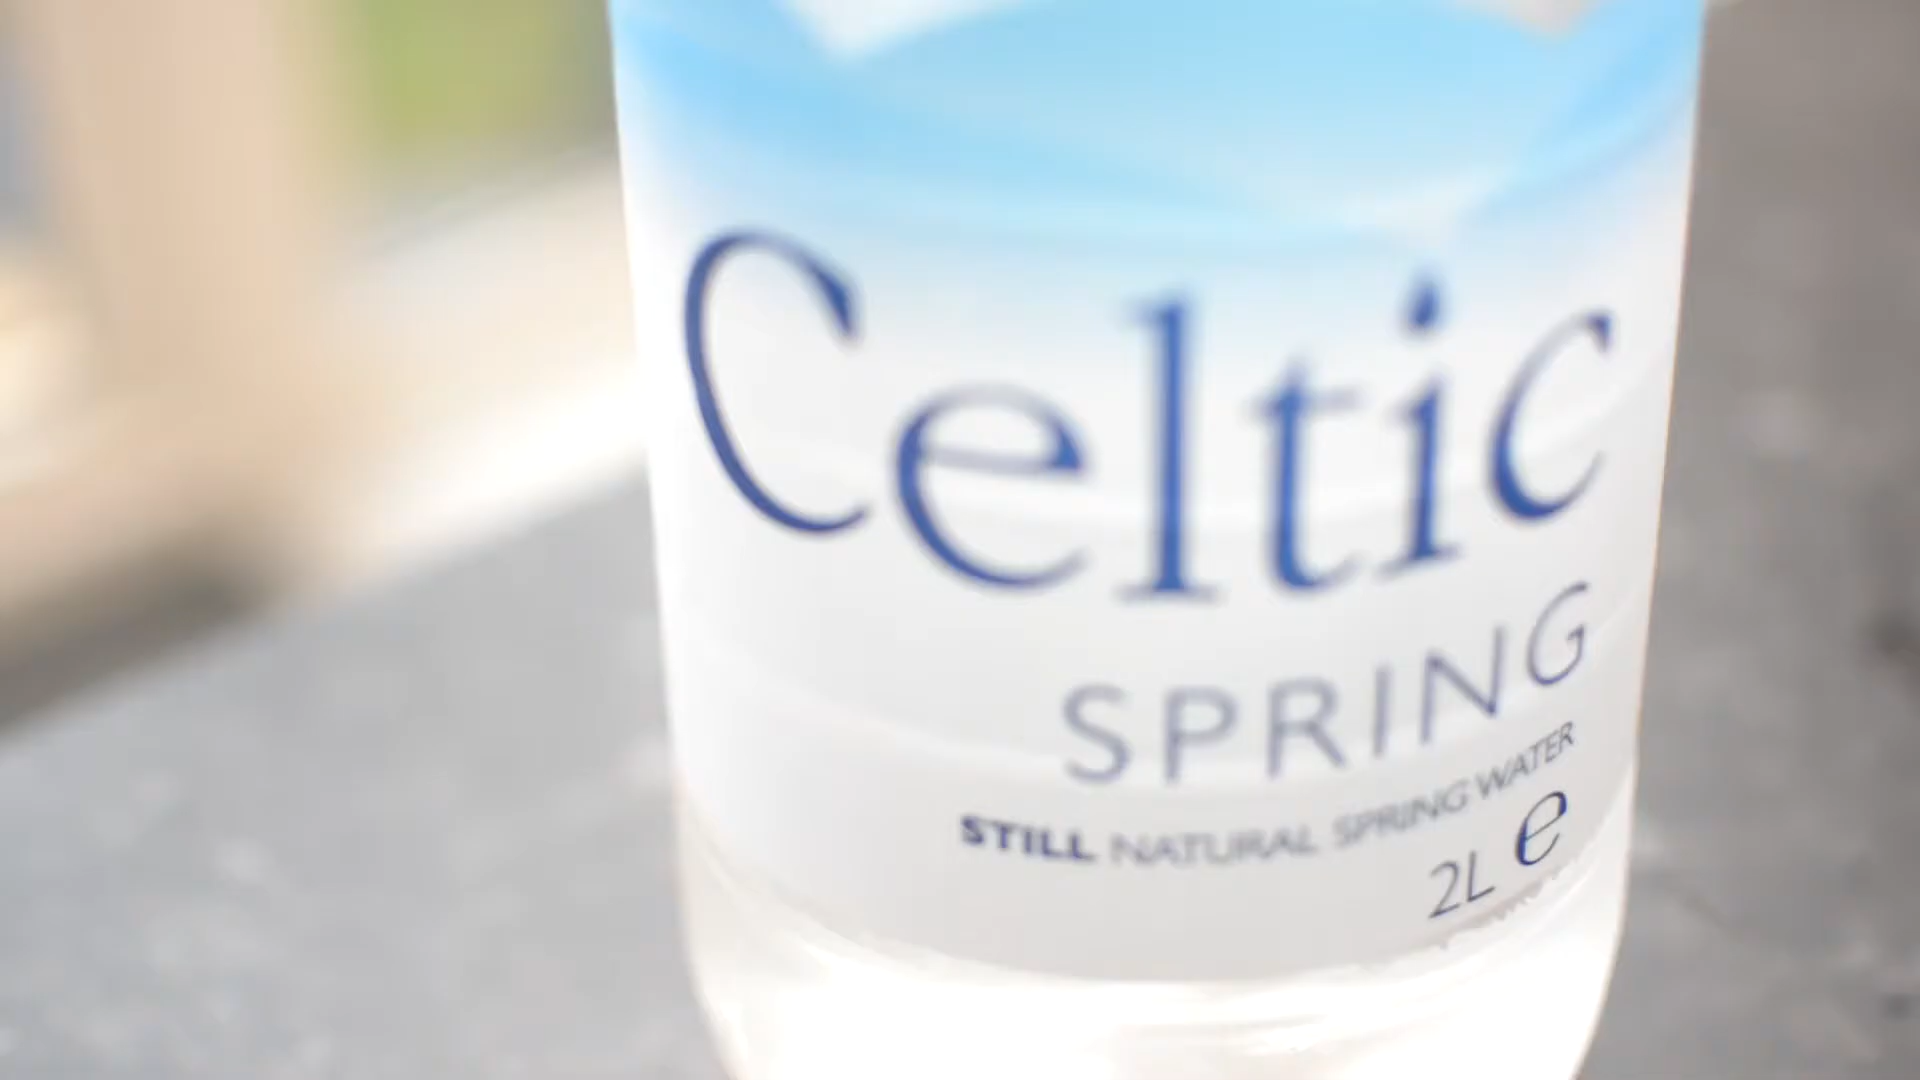 Celtic
SPRING
STILL NATURAL SPRING WATER
2L ℮